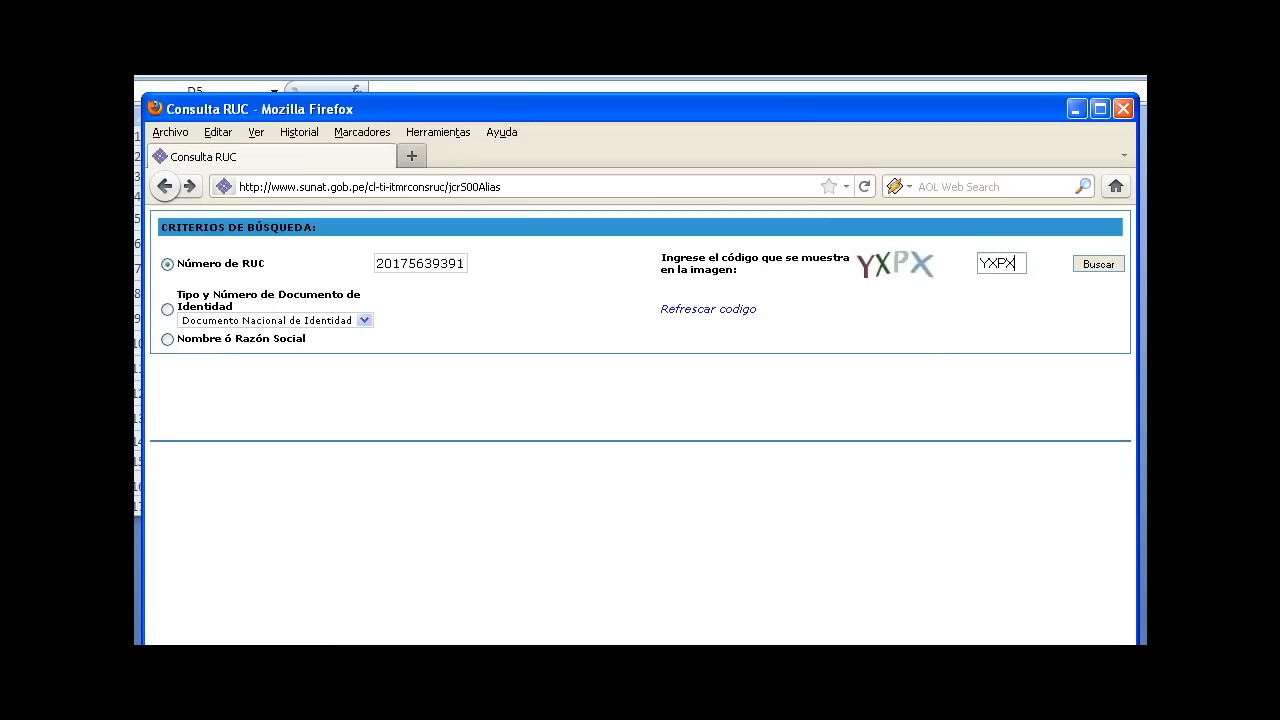 D5
Consulta RUC - Mozilla Firefox
Archivo Editar Ver Historial Marcadores Herramientas Ayuda
Consulta RUC
http://www.sunat.gob.pe/cl-ti-itmrconsruc/jcrS00Alias
AOL Web Search
CRITERIOS DE BÚSQUEDA:
Número de RUC 20175639391
Ingrese el código que se muestra
en la imagen:
YXPX YXPX Buscar
Tipo y Número de Documento de
Identidad
Documento Nacional de Identidad
Refrescar codigo
Nombre ó Razón Social